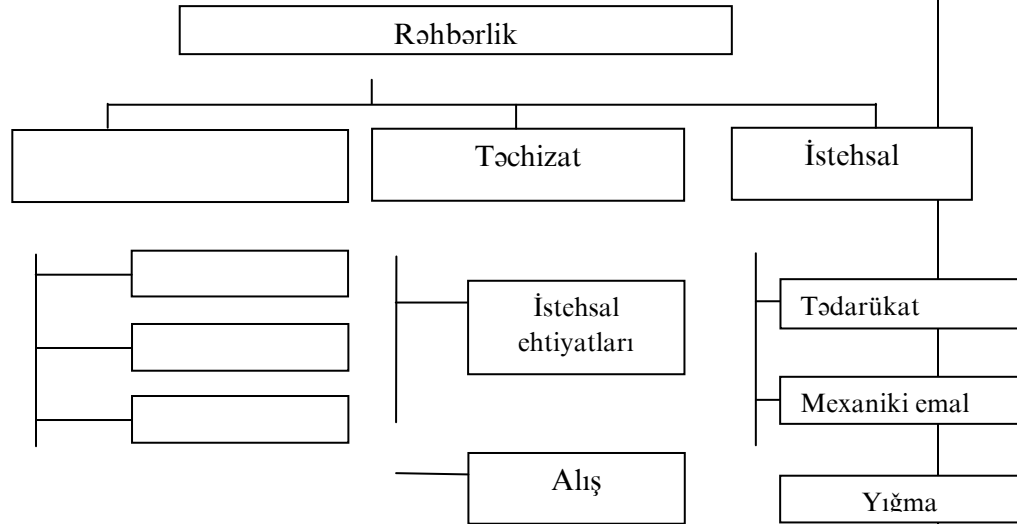 Rəhbərlik
Təchizat
İstehsal
İstehsal
ehtiyatları
Tədarükat
Mexaniki emal
Alış
Yığma